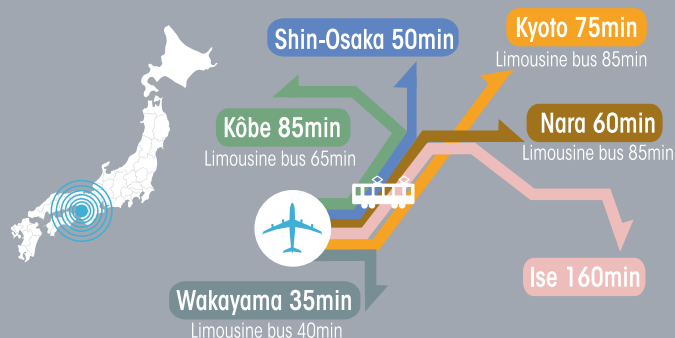 Kyoto 75min
Limousine bus 85min
Shin-Osaka 50min
Kôbe 85min
Limousine bus 65min
Nara 60min
Limousine bus 85min
Ise 160min
Wakayama 35min
Limousine bus 40min